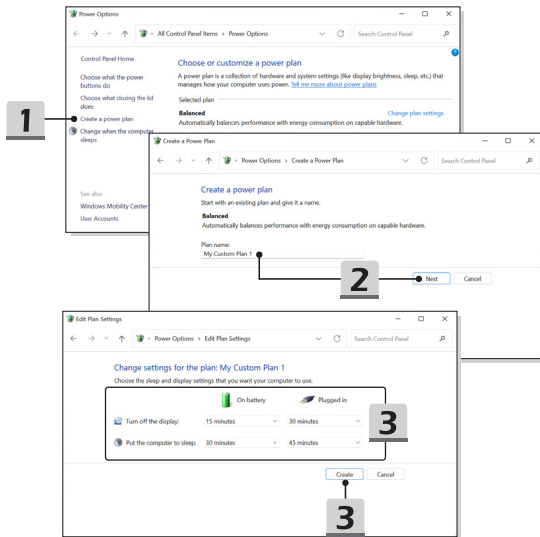 Power Options
All Control Panel Items > Power Options
Search Control Panel
Control Panel Home
Choose what the power
buttons do
Choose what closing the lid
does
Create a power plan
Change when the computer
sleeps
See also
Windows Mobility Center
User Accounts
Choose or customize a power plan
A power plan is a collection of hardware and system settings (like display brightness, sleep, etc.) that
manages how your computer uses power. Tell me more about power plans
Selected plan
Balanced
Change plan settings
Automatically balances performance with energy consumption on capable hardware.
1
Create a Power Plan
Power Options > Create a Power Plan
Search Control Panel
Create a power plan
Start with an existing plan and give it a name.
Balanced
Automatically balances performance with energy consumption on capable hardware.
Plan name:
My Custom Plan 1
2
Next Cancel
Edit Plan Settings
Power Options > Edit Plan Settings
Search Control Panel
Change settings for the plan: My Custom Plan 1
Choose the sleep and display settings that you want your computer to use.
On battery Plugged in
Turn off the display: 15 minutes 30 minutes
Put the computer to sleep: 30 minutes 45 minutes
3
Create Cancel
3